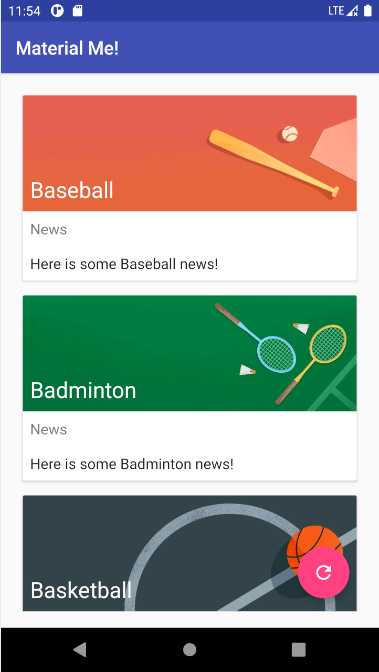 11:54
LTE
Material Me!
Baseball
News
Here is some Baseball news!
Badminton
News
Here is some Badminton news!
Basketball